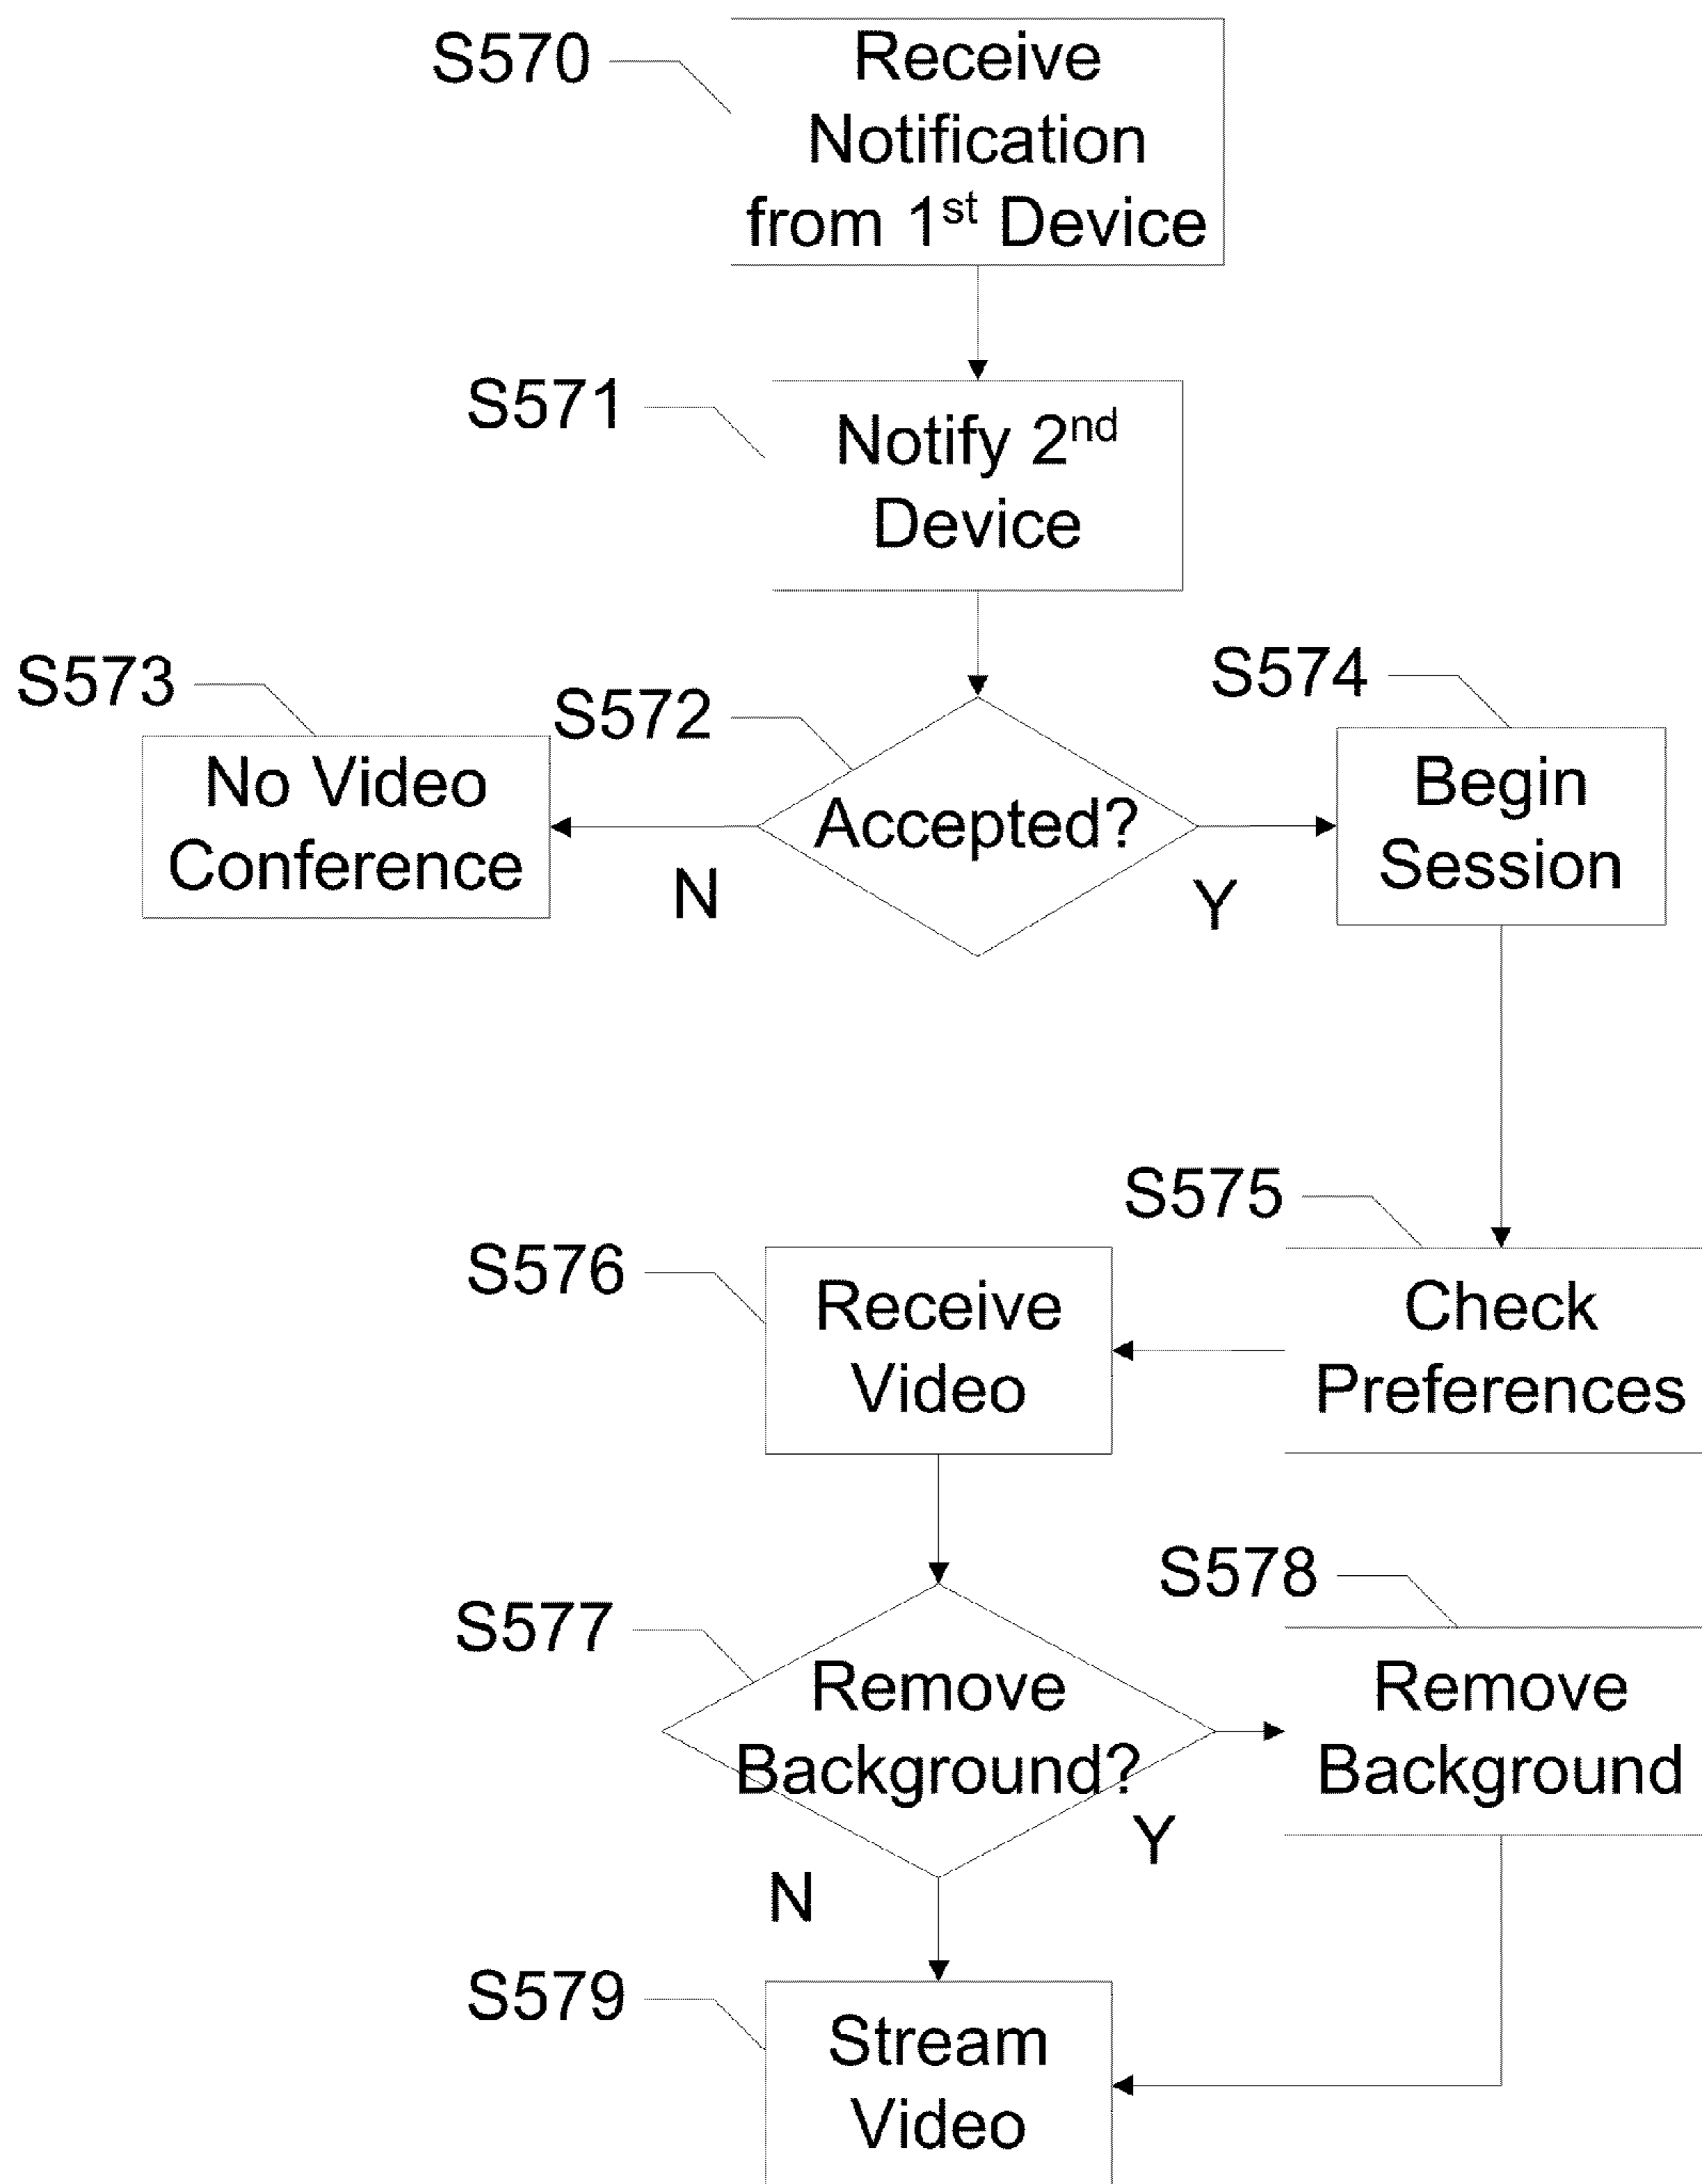 S570
Receive
Notification
from 1st Device
S571
Notify 2nd
Device
S573
S572
S574
No Video
Conference
Accepted?
Begin
Session
N
Y
S575
S576
Receive
Video
Check
Preferences
S577
S578
Remove
Background?
Remove
Background
Y
N
S579
Stream
Video